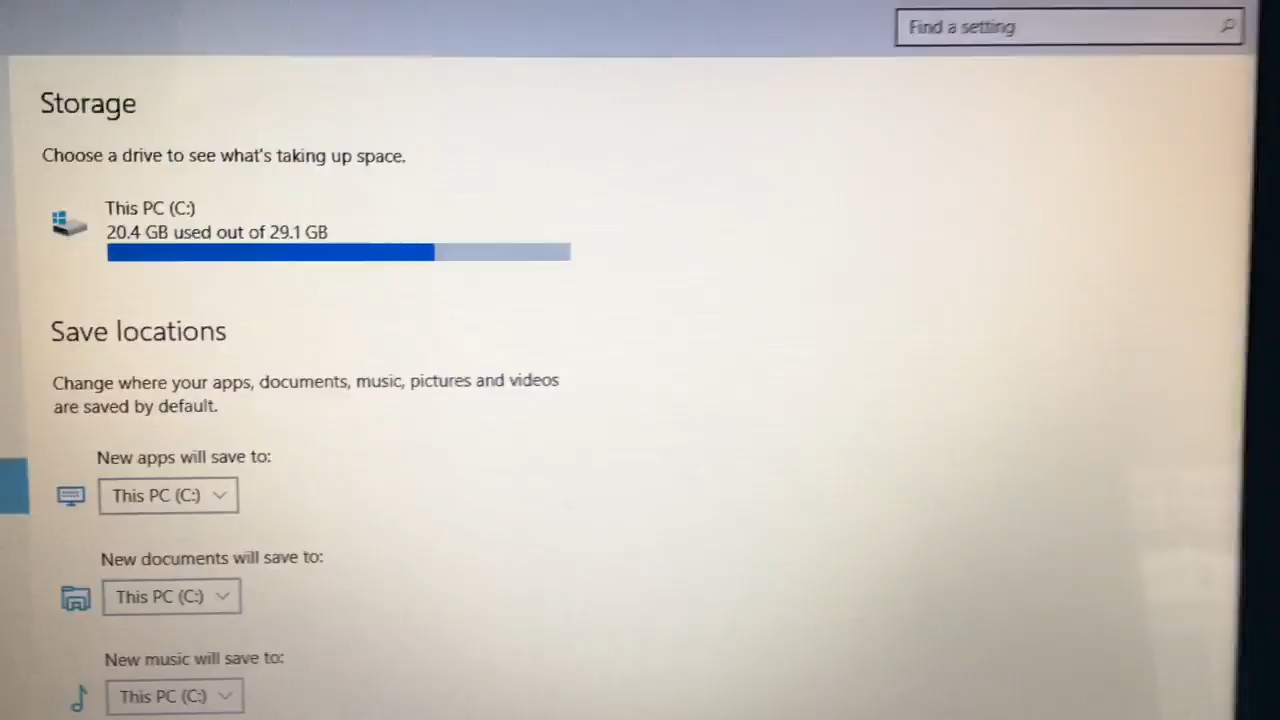 Find a setting
Storage
Choose a drive to see what's taking up space.
This PC (C:)
20.4 GB used out of 29.1 GB
Save locations
Change where your apps, documents, music, pictures and videos
are saved by default.
New apps will save to:
This PC (C:)
New documents will save to:
This PC (C:)
New music will save to:
This PC (C:)